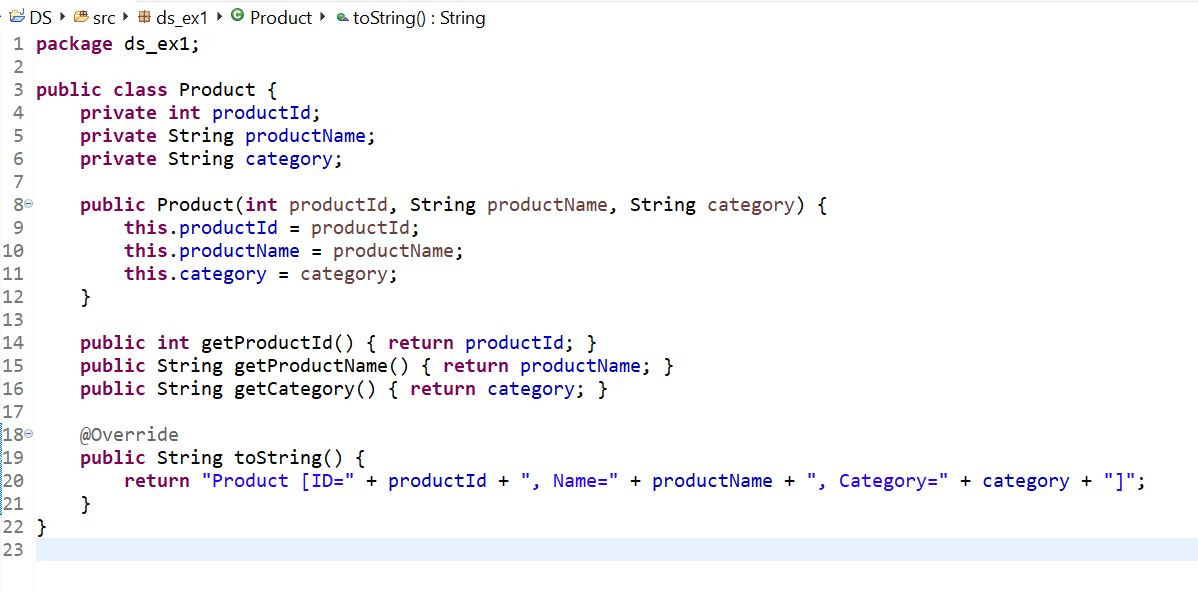 DS src ds_ex1 Product toString() : String
1 package ds_ex1;
2
3 public class Product {
4     private int productId;
5     private String productName;
6     private String category;
7
8     public Product(int productId, String productName, String category) {
9         this.productId = productId;
10         this.productName = productName;
11         this.category = category;
12     }
13
14     public int getProductId() { return productId; }
15     public String getProductName() { return productName; }
16     public String getCategory() { return category; }
17
18     @Override
19     public String toString() {
20         return "Product [ID=" + productId + ", Name=" + productName + ", Category=" + category + "]";
21     }
22 }
23